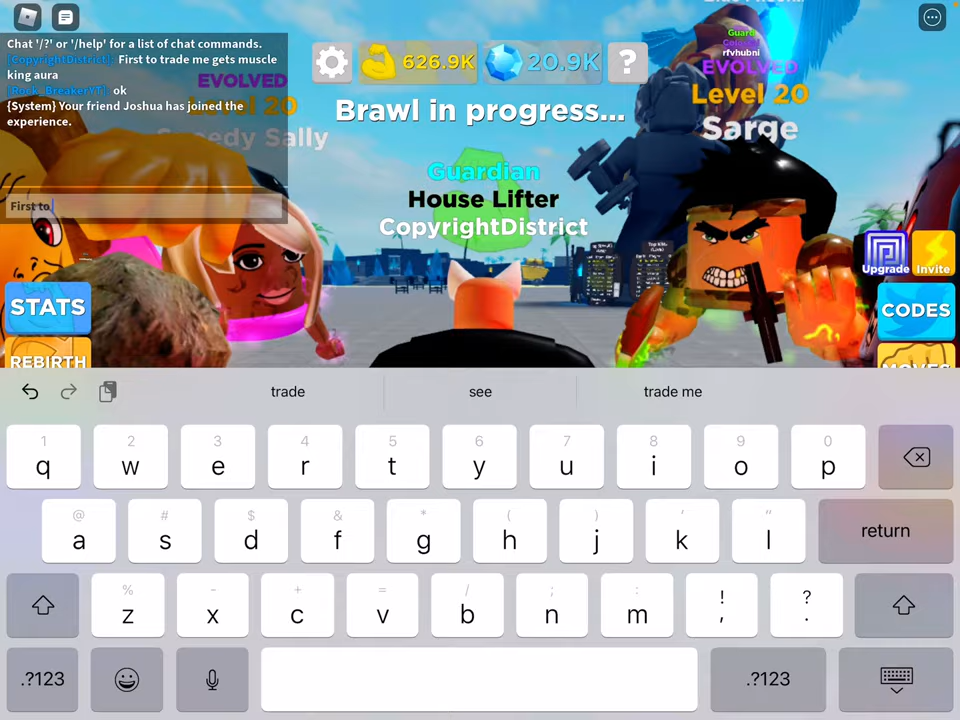 Chat '/?' or '/help' for a list of chat commands.
[CopyrightDistrict]: First to trade me gets muscle
king aura
[Rock_BreakerYT]: ok
{System} Your friend Joshua has joined the
experience.
First to
EVOLVED
Level 20
Speedy Sally
626.9K
20.9K
?
Brawl in progress...
Guardian
House Lifter
CopyrightDistrict
Guard
rfvhubni
EVOLVED
Level 20
Sarge
Upgrade
Invite
STATS
CODES
REBIRTH
MOVES
trade
see
trade me
1 2 3 4 5 6 7 8 9 0
q w e r t y u i o p
@ # $ & * ( ) ' "
a s d f g h j k l return
% - + = / ; : ! ?
z x c v b n m , .
.?123
.?123